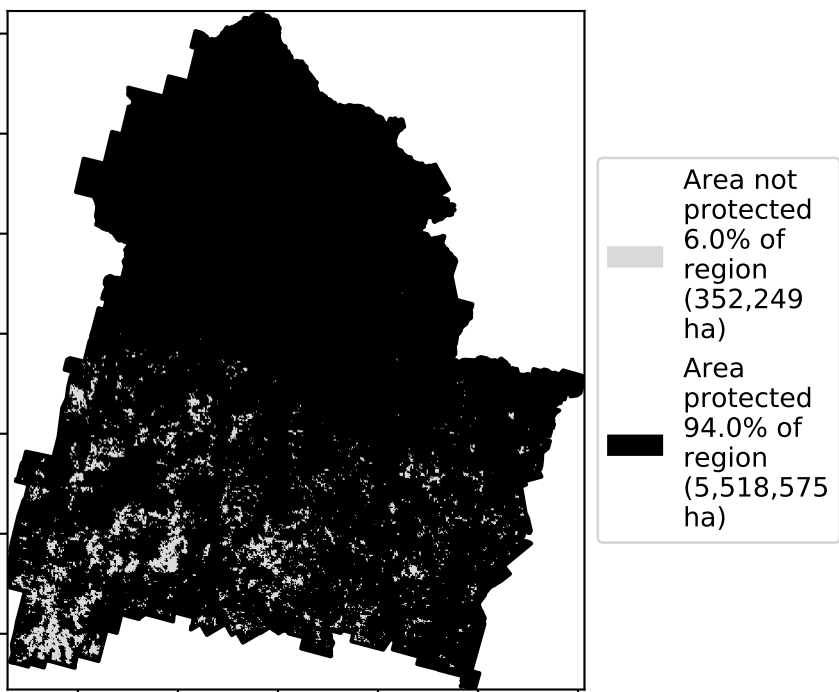 Area not
protected
6.0% of
region
(352,249
ha)
Area
protected
94.0% of
region
(5,518,575
ha)